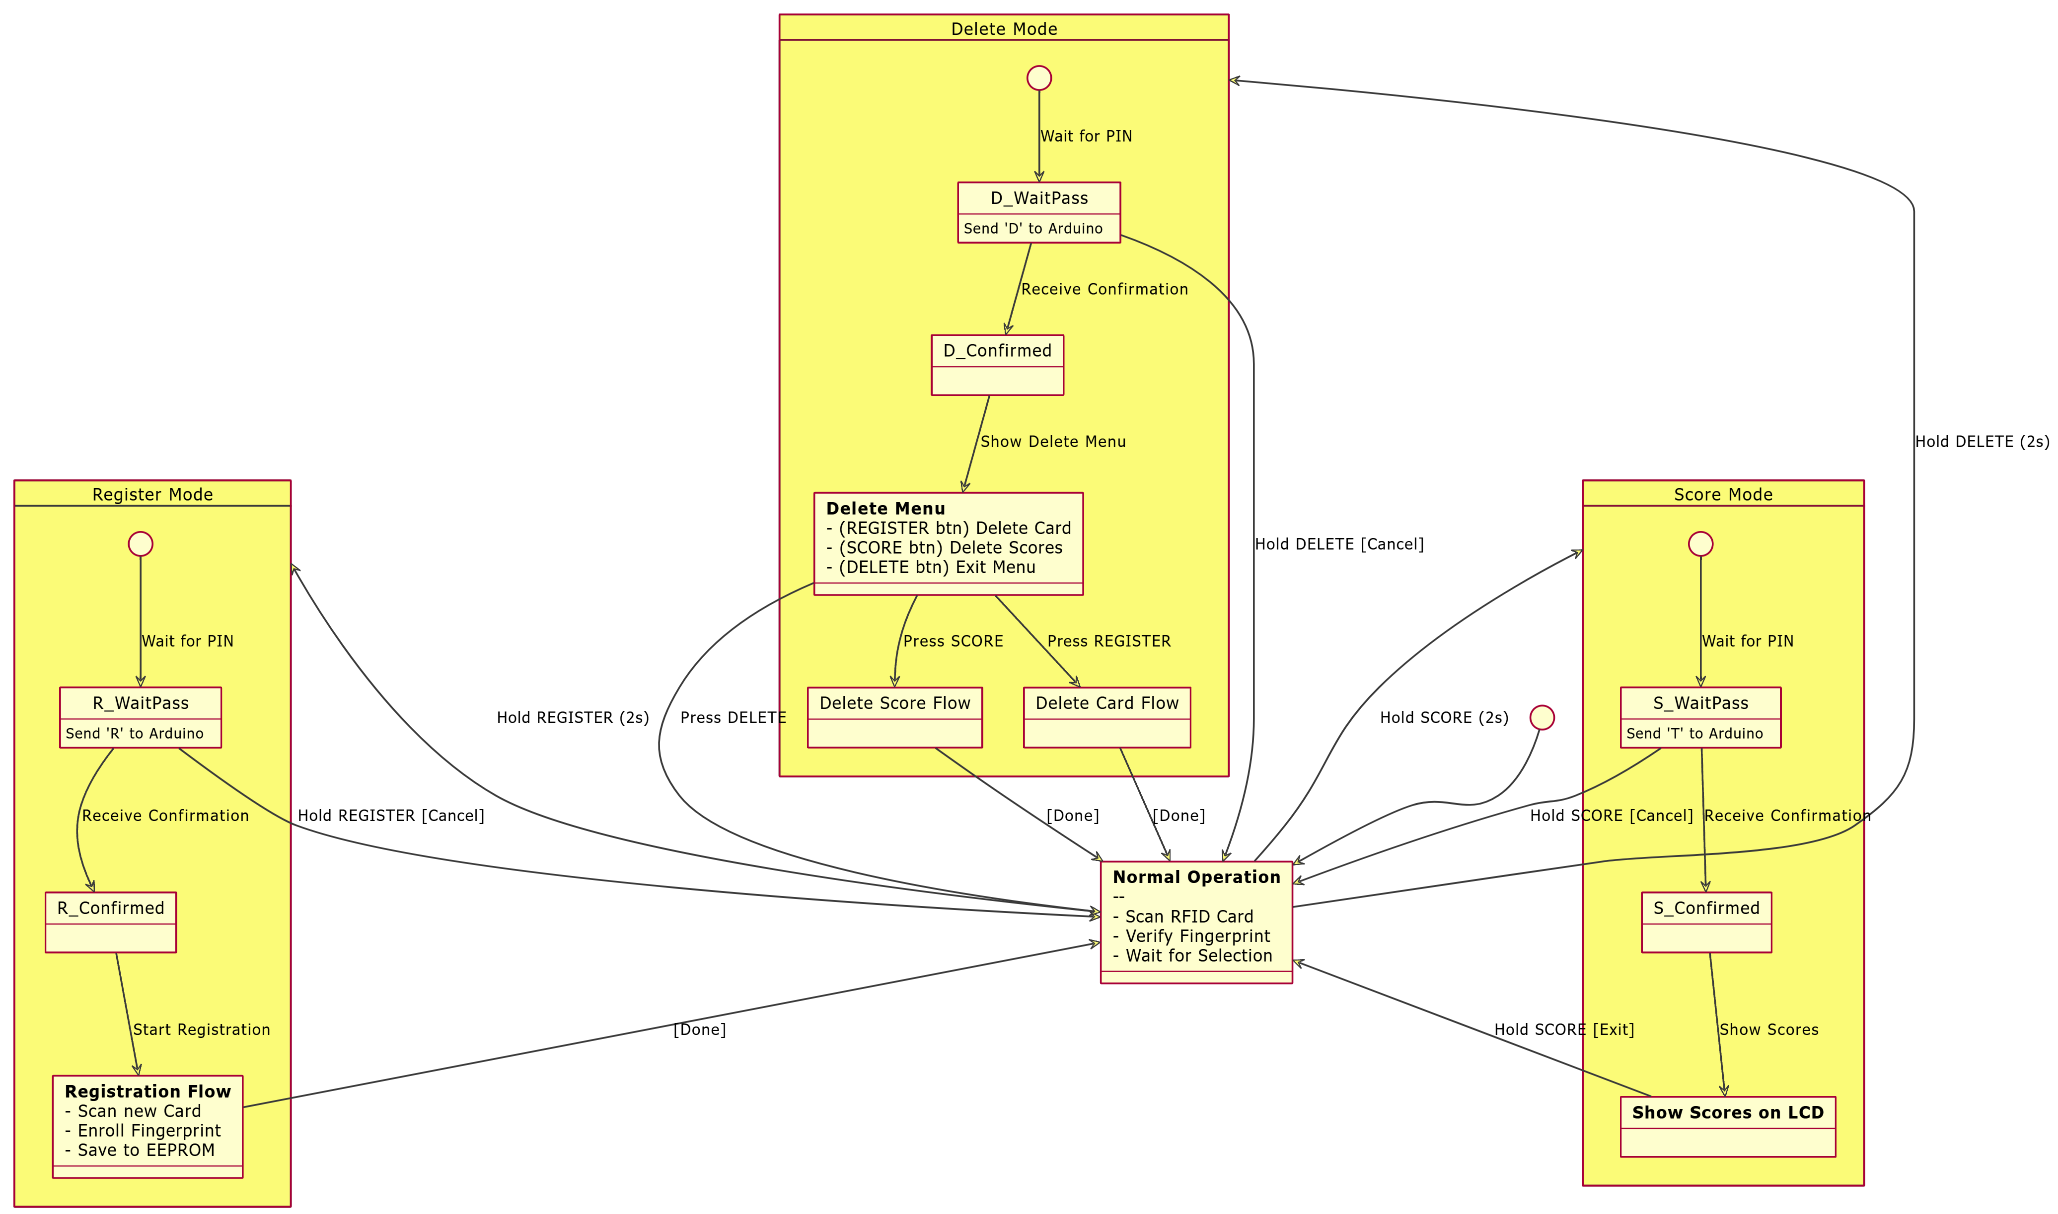 Delete Mode
Wait for PIN
D_WaitPass
Send 'D' to Arduino
Receive Confirmation
D_Confirmed
Show Delete Menu
Hold DELETE (2s)
Delete Menu
- (REGISTER btn) Delete Card
- (SCORE btn) Delete Scores
- (DELETE btn) Exit Menu
Hold DELETE [Cancel]
Press SCORE
Press REGISTER
Delete Score Flow
Delete Card Flow
Press DELETE
[Done]
[Done]
Register Mode
Wait for PIN
R_WaitPass
Send 'R' to Arduino
Hold REGISTER (2s)
Receive Confirmation
Hold REGISTER [Cancel]
R_Confirmed
Start Registration
Registration Flow
- Scan new Card
- Enroll Fingerprint
- Save to EEPROM
[Done]
Normal Operation
--
- Scan RFID Card
- Verify Fingerprint
- Wait for Selection
Score Mode
Wait for PIN
Hold SCORE (2s)
S_WaitPass
Send 'T' to Arduino
Hold SCORE [Cancel]
Receive Confirmation
S_Confirmed
Hold SCORE [Exit]
Show Scores
Show Scores on LCD